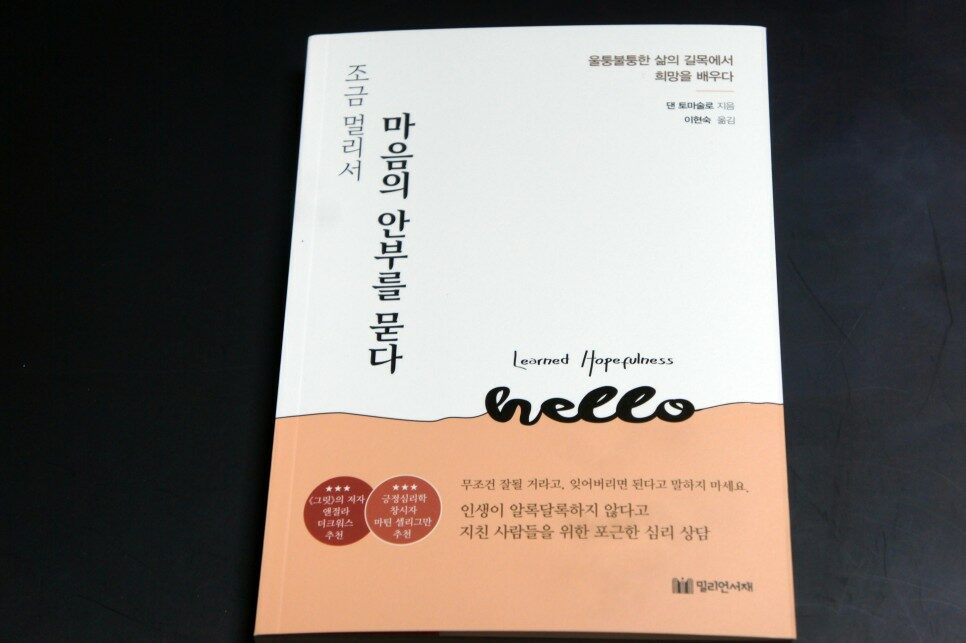 조금 멀리서
마음의 안부를 묻다
울퉁불퉁한 삶의 길목에서
희망을 배우다
댄 토마술로 지음
이현숙 옮김
Learned Hopefulness
hello
★★★
《그릿》의 저자
앤절라
더크워스
추천
★★★
긍정심리학
창시자
마틴 셀리그만
추천
무조건 잘될 거라고, 잊어버리면 된다고 말하지 마세요.
인생이 알록달록하지 않다고
지친 사람들을 위한 포근한 심리 상담
밀리언서재